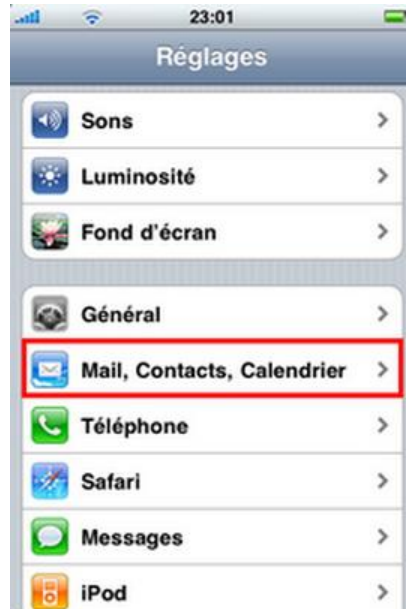 23:01
Réglages
Sons
Luminosité
Fond d'écran
Général
Mail, Contacts, Calendrier
Téléphone
Safari
Messages
iPod